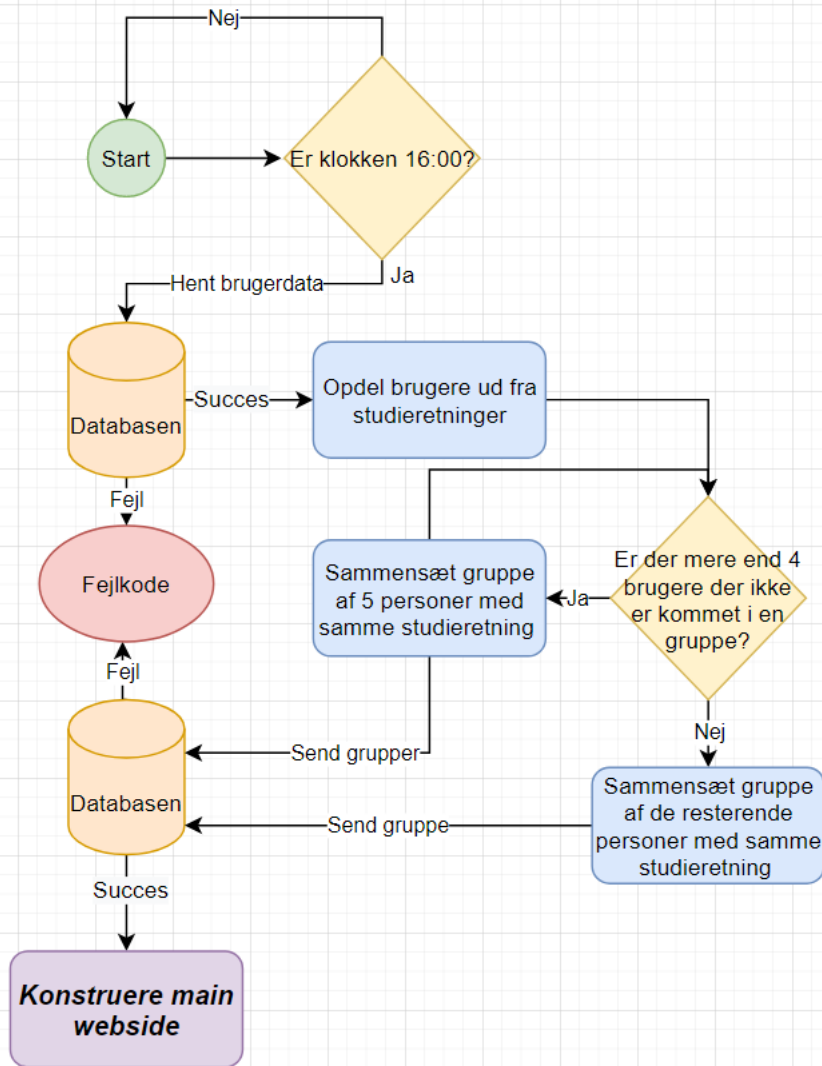 Nej
Start
Er klokken 16:00?
Ja
Hent brugerdata
Databasen
Succes
Opdel brugere ud fra
studieretninger
Fejl
Fejlkode
Er der mere end 4
brugere der ikke
er kommet i en
gruppe?
Ja
Sammensæt gruppe
af 5 personer med
samme studieretning
Fejl
Nej
Send grupper
Databasen
Send gruppe
Sammensæt gruppe
af de resterende
personer med samme
studieretning
Succes
Konstruere main
webside